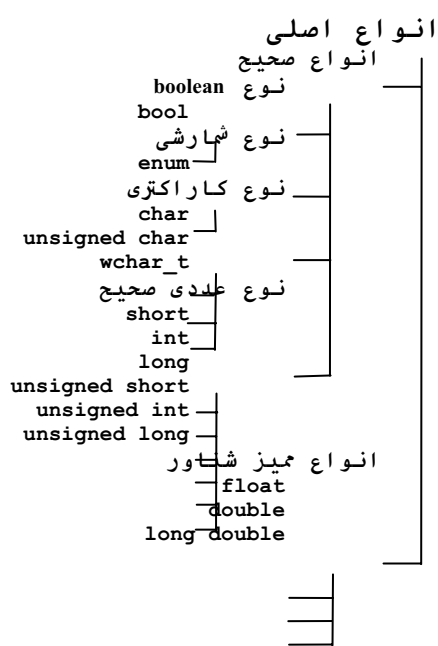 انواع اصلی
انواع صحیح
نوع boolean
bool
نوع شمارشی
enum
نوع کاراکتری
char
unsigned char
wchar_t
نوع عددی صحیح
short
int
long
unsigned short
unsigned int
unsigned long
انواع ممیز شناور
float
double
long double